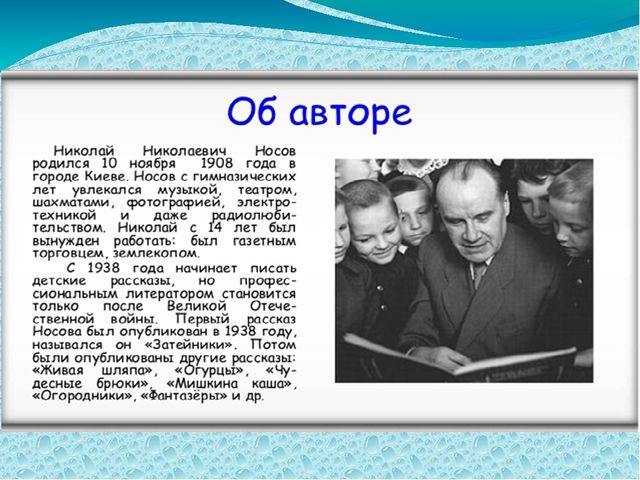 Об авторе
Николай Николаевич Носов
родился 10 ноября 1908 года в
городе Киеве. Носов с гимназических
лет увлекался музыкой, театром,
шахматами, фотографией, электро-
техникой и даже радиолюби-
тельством. Николай с 14 лет был
вынужден работать: был газетным
торговцем, землекопом.
С 1938 года начинает писать
детские рассказы, но профес-
сиональным литератором становится
только после Великой Отече-
ственной войны. Первый рассказ
Носова был опубликован в 1938 году,
назывался он «Затейники». Потом
были опубликованы другие рассказы:
«Живая шляпа», «Огурцы», «Чу-
десные брюки», «Мишкина каша»,
«Огородники», «Фантазёры» и др.